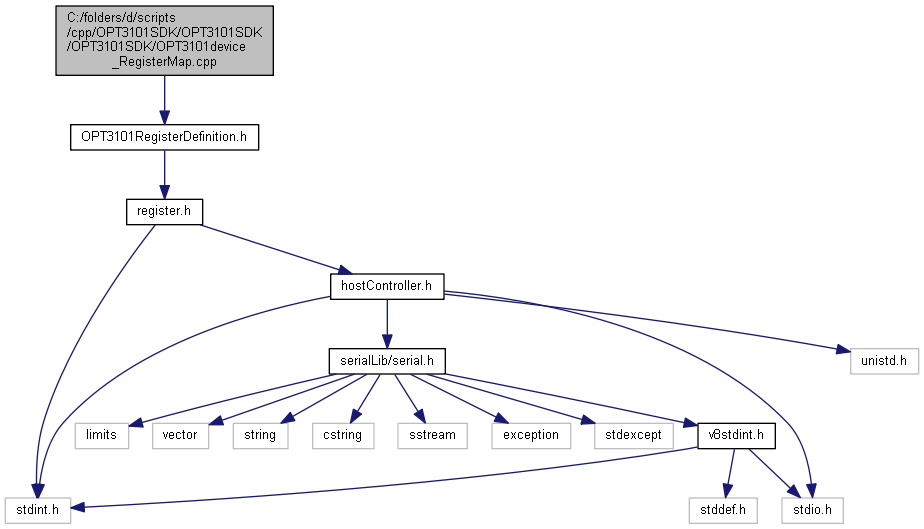 C:/folders/d/scripts
/cpp/OPT3101SDK/OPT3101SDK
/OPT3101SDK/OPT3101device
_RegisterMap.cpp
OPT3101RegisterDefinition.h
register.h
hostController.h
serialLib/serial.h
unistd.h
limits
vector
string
cstring
sstream
exception
stdexcept
v8stdint.h
stdint.h
stddef.h
stdio.h